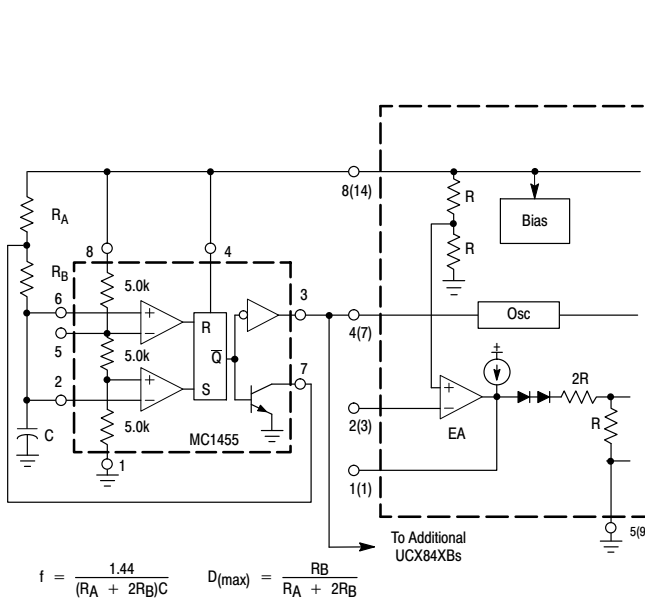 8(14)
R
Bias
R
RA
8
4
RB
5.0k
6
3
R
4(7)
Osc
5
Q
5.0k
7
2
S
2R
2(3)
EA
R
C
5.0k
MC1455
1
1(1)
To Additional
UCX84XBs
5(9
f = 1.44 / (RA + 2RB)C
D(max) = RB / RA + 2RB